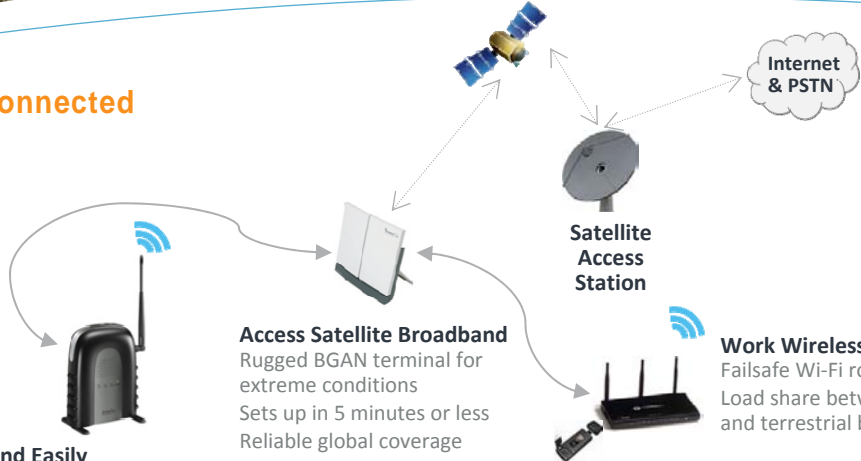 Internet
& PSTN
onnected
Satellite
Access
Station
Access Satellite Broadband
Rugged BGAN terminal for
extreme conditions
Sets up in 5 minutes or less
Reliable global coverage
Work Wireless
Failsafe Wi-Fi ro
Load share betw
and terrestrial b
nd Easily